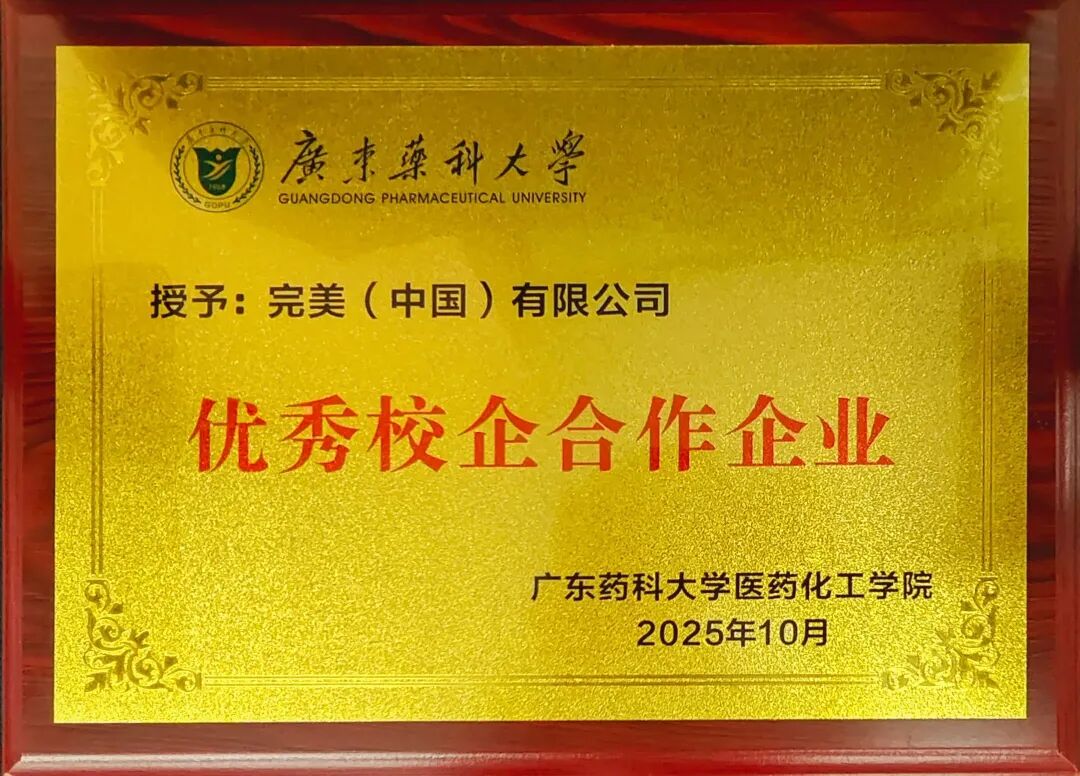 廣東藥科大學
GUANGDONG PHARMACEUTICAL UNIVERSITY
GDPU
授予：完美（中国）有限公司
优秀校企合作企业
广东药科大学医药化工学院
2025年10月